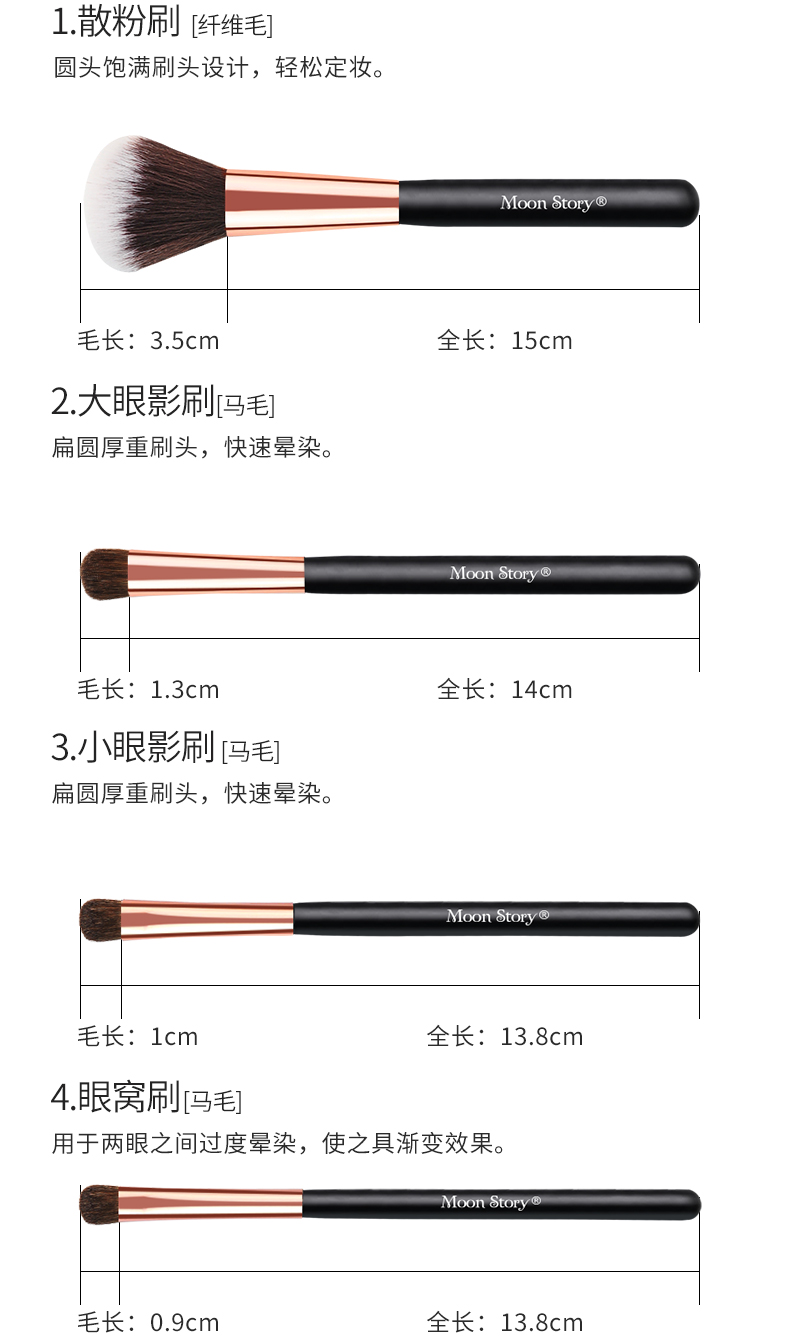 1.散粉刷 [纤维毛]
圆头饱满刷头设计，轻松定妆。
Moon Story®
毛长：3.5cm 全长：15cm
2.大眼影刷[马毛]
扁圆厚重刷头，快速晕染。
Moon Story®
毛长：1.3cm 全长：14cm
3.小眼影刷 [马毛]
扁圆厚重刷头，快速晕染。
Moon Story®
毛长：1cm 全长：13.8cm
4.眼窝刷[马毛]
用于两眼之间过度晕染，使之具渐变效果。
Moon Story®
毛长：0.9cm 全长：13.8cm